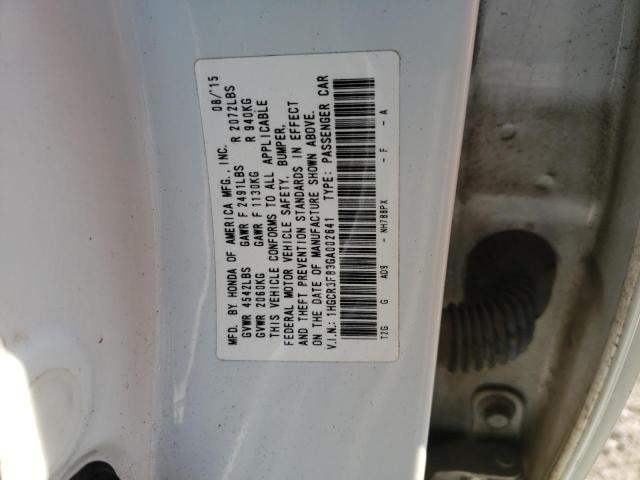 MFD. BY HONDA OF AMERICA MFG., INC. 08/'15
GVWR 4542LBS GAWR F 2491LBS R 2072LBS
GVWR 2060KG GAWR F 1130KG R 940KG
THIS VEHICLE CONFORMS TO ALL APPLICABLE
FEDERAL MOTOR VEHICLE SAFETY, BUMPER,
AND THEFT PREVENTION STANDARDS IN EFFECT
ON THE DATE OF MANUFACTURE SHOWN ABOVE.
V.I.N.: 1HGCR3F83GA002641 TYPE: PASSENGER CAR
T2G G AD9 - NH788PX - F - A